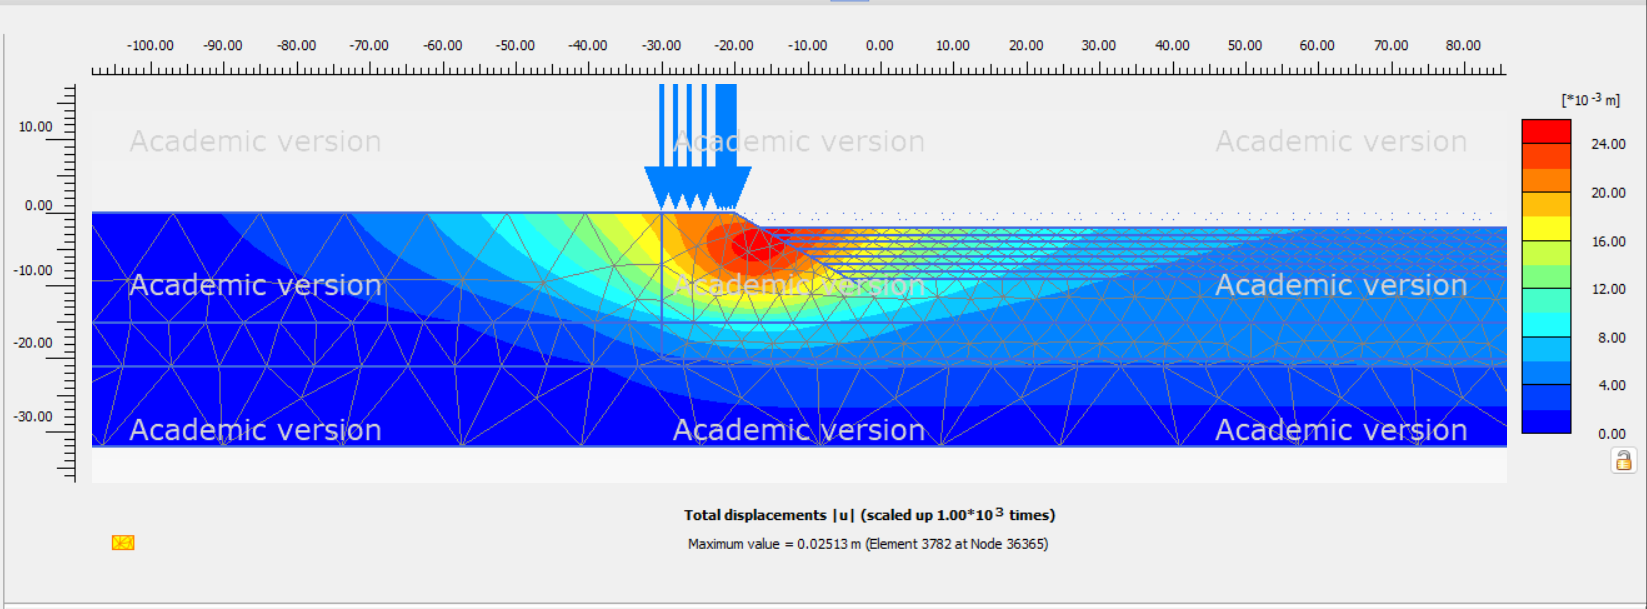 -100.00 -90.00 -80.00 -70.00 -60.00 -50.00 -40.00 -30.00 -20.00 -10.00 0.00 10.00 20.00 30.00 40.00 50.00 60.00 70.00 80.00
[*10 -3 m]
10.00
Academic version Academic version Academic version
24.00
20.00
0.00
16.00
-10.00
Academic version Academic version Academic version
12.00
8.00
-20.00
4.00
-30.00
Academic version Academic version Academic version
0.00
Total displacements |u| (scaled up 1.00*10 3 times)
Maximum value = 0.02513 m (Element 3782 at Node 36365)